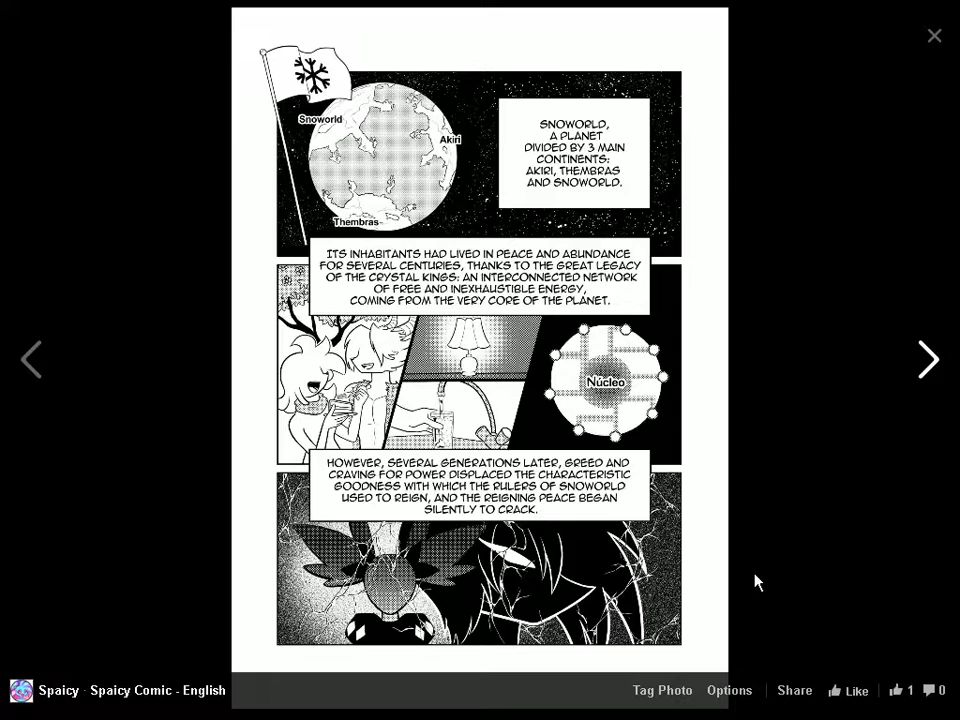 Snoworld
Akiri
Thembras
SNOWORLD,
A PLANET
DIVIDED BY 3 MAIN
CONTINENTS:
AKIRI, THEMBRAS
AND SNOWORLD.
ITS INHABITANTS HAD LIVED IN PEACE AND ABUNDANCE
FOR SEVERAL CENTURIES, THANKS TO THE GREAT LEGACY
OF THE CRYSTAL KINGS: AN INTERCONNECTED NETWORK
OF FREE AND INEXHAUSTIBLE ENERGY,
COMING FROM THE VERY CORE OF THE PLANET.
Núcleo
HOWEVER, SEVERAL GENERATIONS LATER, GREED AND
CRAVING FOR POWER DISPLACED THE CHARACTERISTIC
GOODNESS WITH WHICH THE RULERS OF SNOWORLD
USED TO REIGN, AND THE REIGNING PEACE BEGAN
SILENTLY TO CRACK.
Spaicy · Spaicy Comic - English Tag Photo Options Share Like 1 0